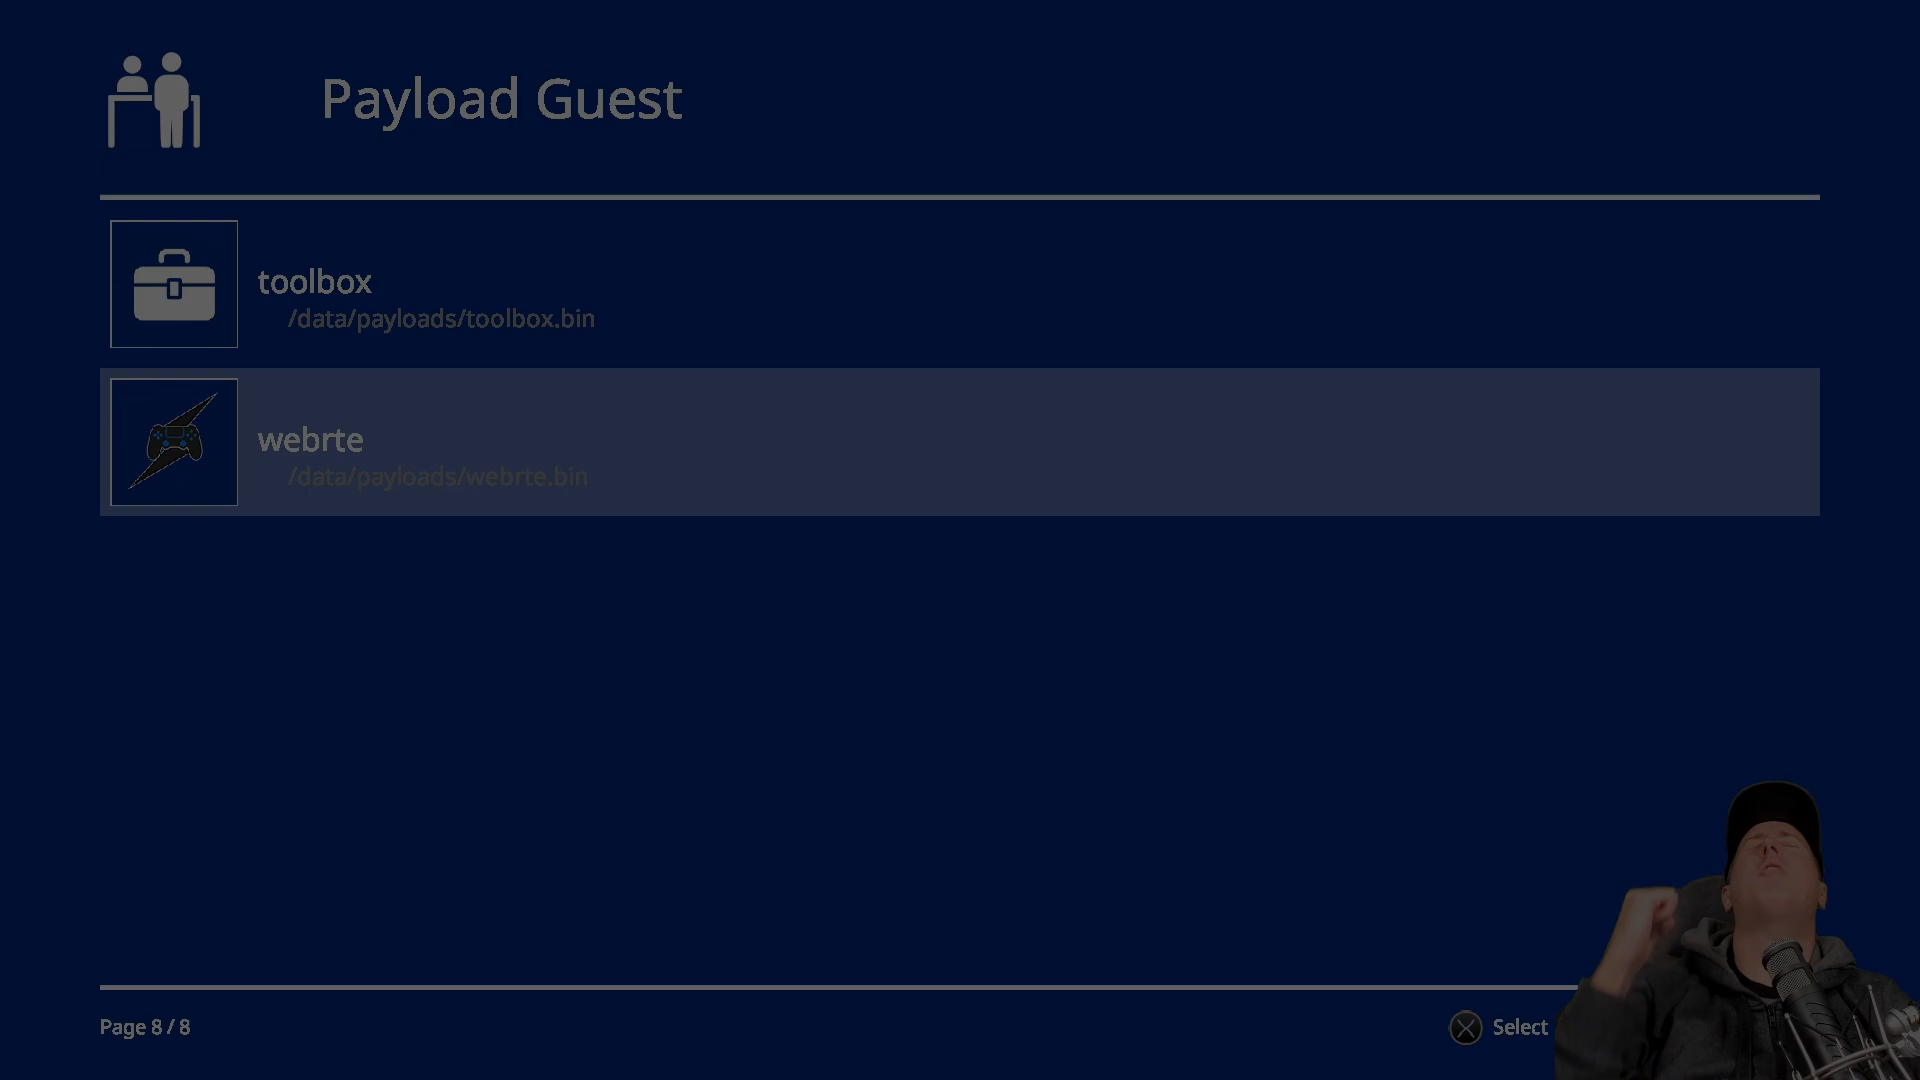 Payload Guest
toolbox
/data/payloads/toolbox.bin
webrte
/data/payloads/webrte.bin
Page 8 / 8
Select